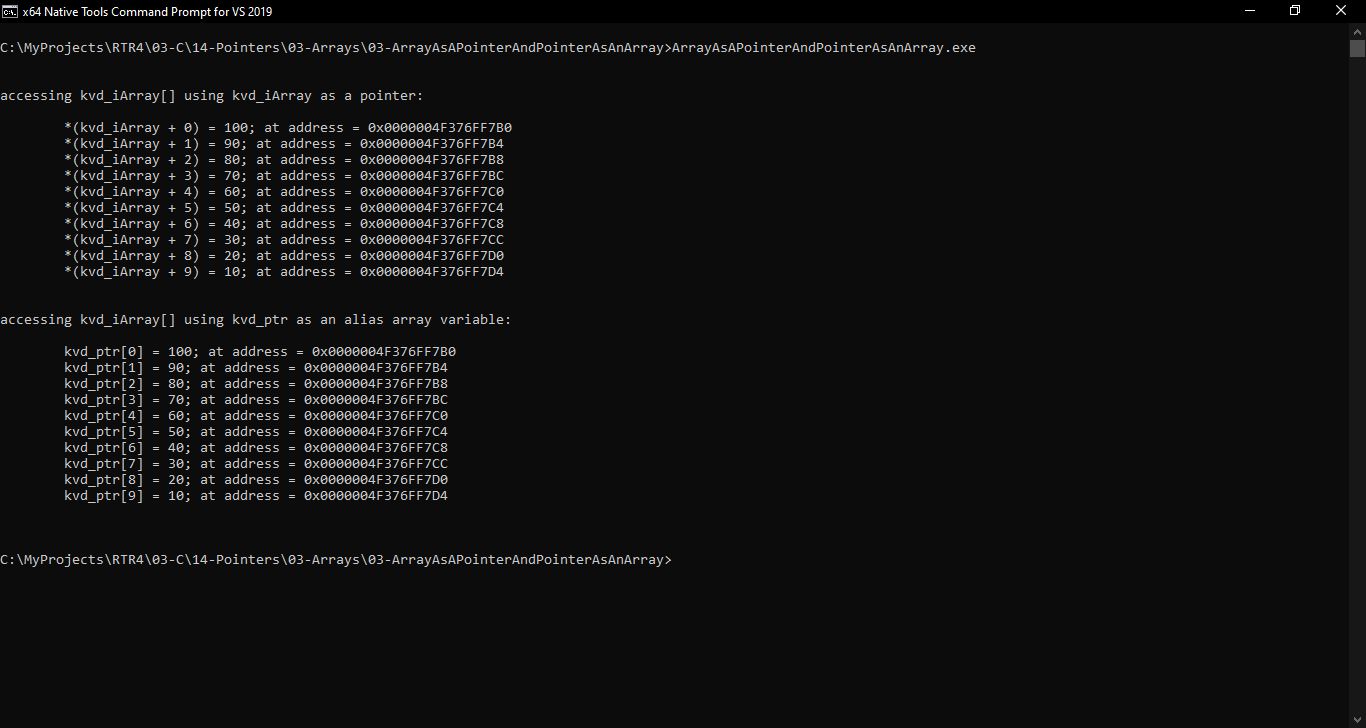 x64 Native Tools Command Prompt for VS 2019
C:\MyProjects\RTR4\03-C\14-Pointers\03-Arrays\03-ArrayAsAPointerAndPointerAsAnArray>ArrayAsAPointerAndPointerAsAnArray.exe
accessing kvd_iArray[] using kvd_iArray as a pointer:
*(kvd_iArray + 0) = 100; at address = 0x0000004F376FF7B0
*(kvd_iArray + 1) = 90; at address = 0x0000004F376FF7B4
*(kvd_iArray + 2) = 80; at address = 0x0000004F376FF7B8
*(kvd_iArray + 3) = 70; at address = 0x0000004F376FF7BC
*(kvd_iArray + 4) = 60; at address = 0x0000004F376FF7C0
*(kvd_iArray + 5) = 50; at address = 0x0000004F376FF7C4
*(kvd_iArray + 6) = 40; at address = 0x0000004F376FF7C8
*(kvd_iArray + 7) = 30; at address = 0x0000004F376FF7CC
*(kvd_iArray + 8) = 20; at address = 0x0000004F376FF7D0
*(kvd_iArray + 9) = 10; at address = 0x0000004F376FF7D4
accessing kvd_iArray[] using kvd_ptr as an alias array variable:
kvd_ptr[0] = 100; at address = 0x0000004F376FF7B0
kvd_ptr[1] = 90; at address = 0x0000004F376FF7B4
kvd_ptr[2] = 80; at address = 0x0000004F376FF7B8
kvd_ptr[3] = 70; at address = 0x0000004F376FF7BC
kvd_ptr[4] = 60; at address = 0x0000004F376FF7C0
kvd_ptr[5] = 50; at address = 0x0000004F376FF7C4
kvd_ptr[6] = 40; at address = 0x0000004F376FF7C8
kvd_ptr[7] = 30; at address = 0x0000004F376FF7CC
kvd_ptr[8] = 20; at address = 0x0000004F376FF7D0
kvd_ptr[9] = 10; at address = 0x0000004F376FF7D4
C:\MyProjects\RTR4\03-C\14-Pointers\03-Arrays\03-ArrayAsAPointerAndPointerAsAnArray>